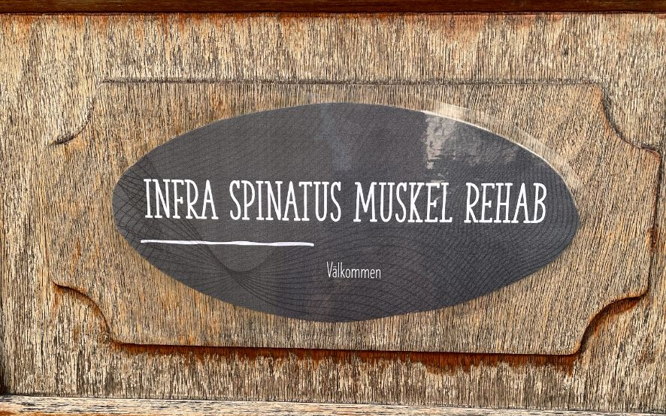 INFRA SPINATUS MUSKEL REHAB
Välkommen